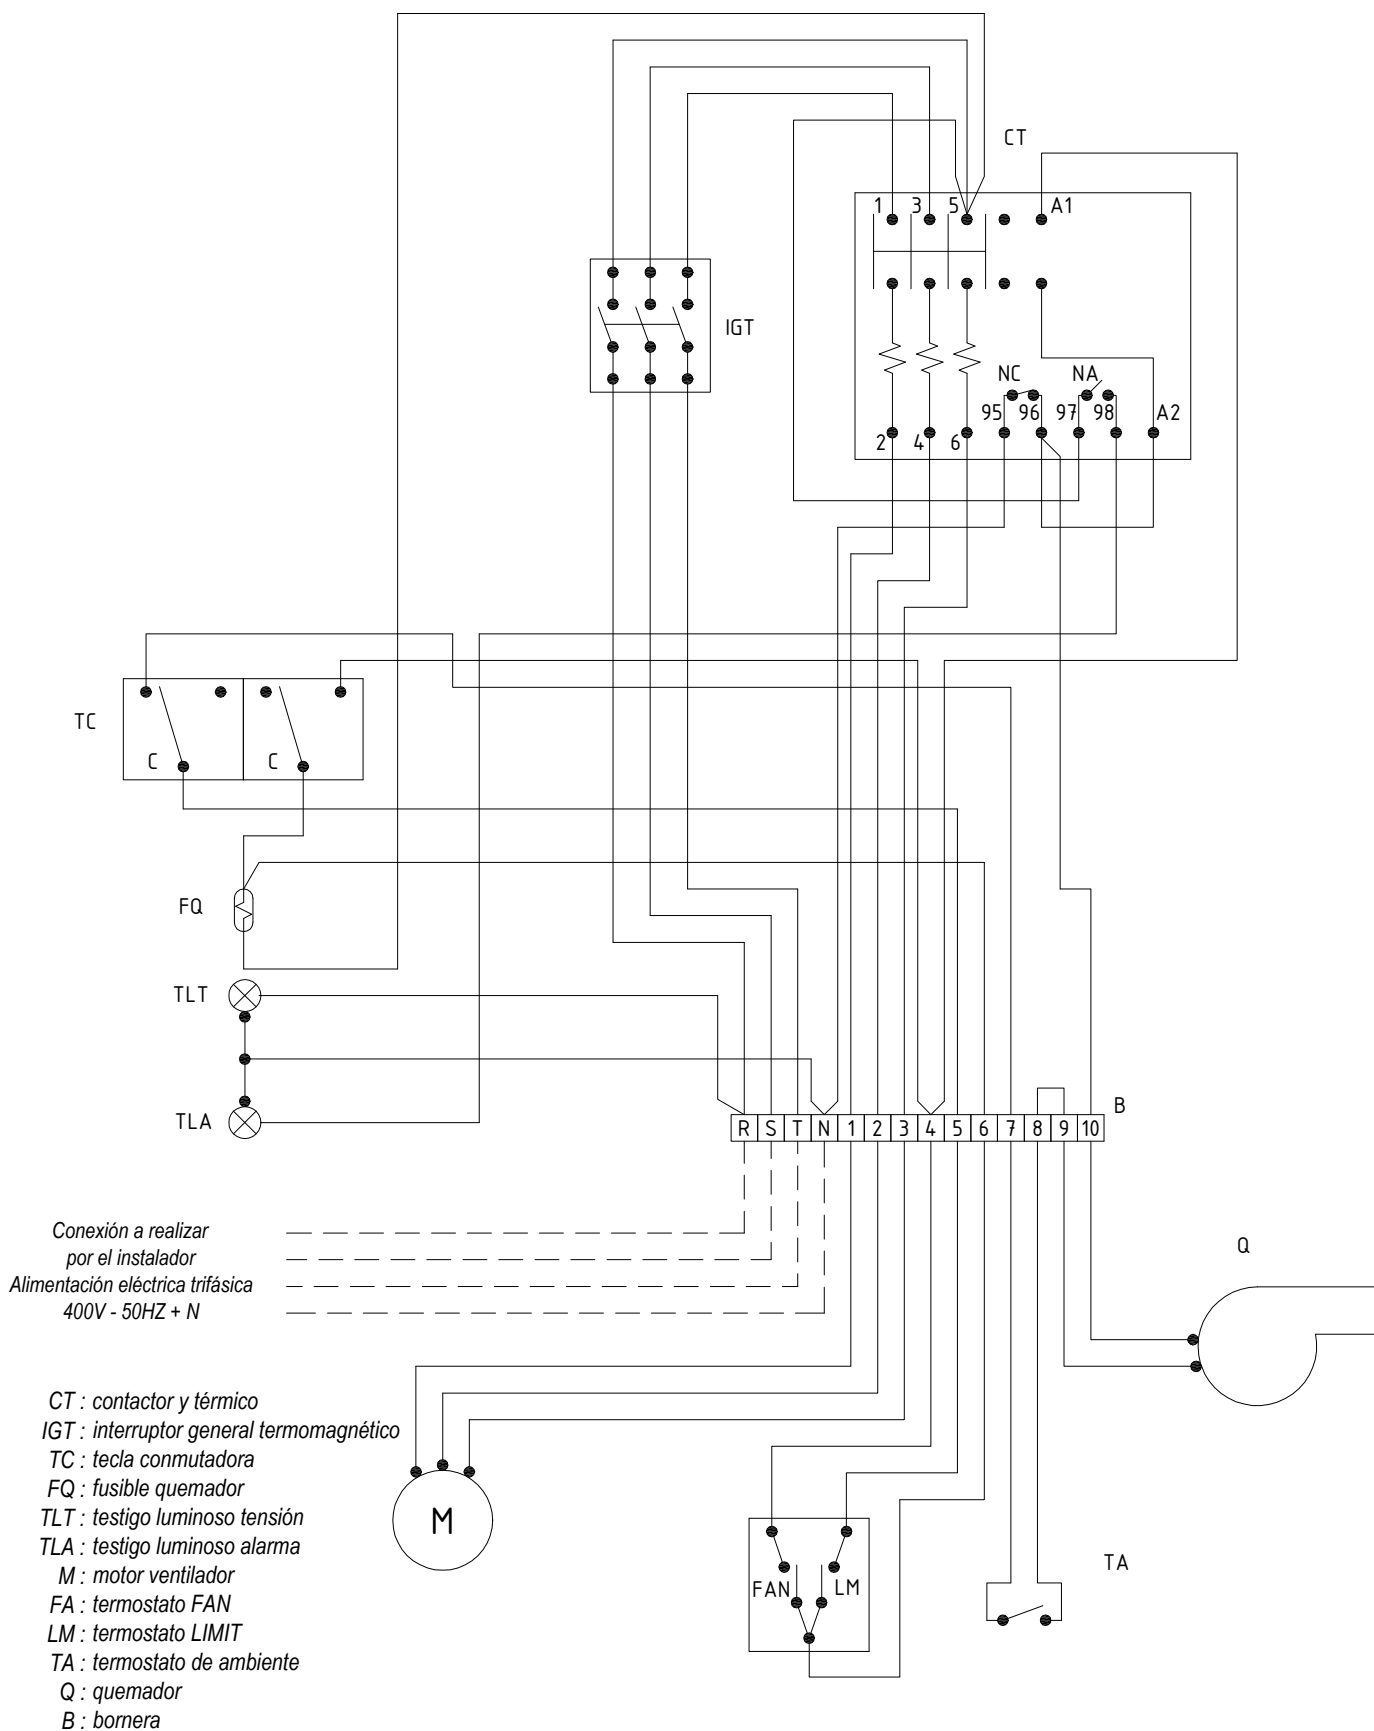 CT
1 3 5 A1
IGT
NC NA
95 96 97 98 A2
2 4 6
TC
C C
FQ
TLT
TLA
B
R S T N 1 2 3 4 5 6 7 8 9 10
Conexión a realizar
por el instalador
Alimentación eléctrica trifásica
400V - 50HZ + N
Q
CT : contactor y térmico
IGT : interruptor general termomagnético
TC : tecla conmutadora
FQ : fusible quemador
TLT : testigo luminoso tensión
TLA : testigo luminoso alarma
M : motor ventilador
FA : termostato FAN
LM : termostato LIMIT
TA : termostato de ambiente
Q : quemador
B : bornera
M
FAN LM
TA